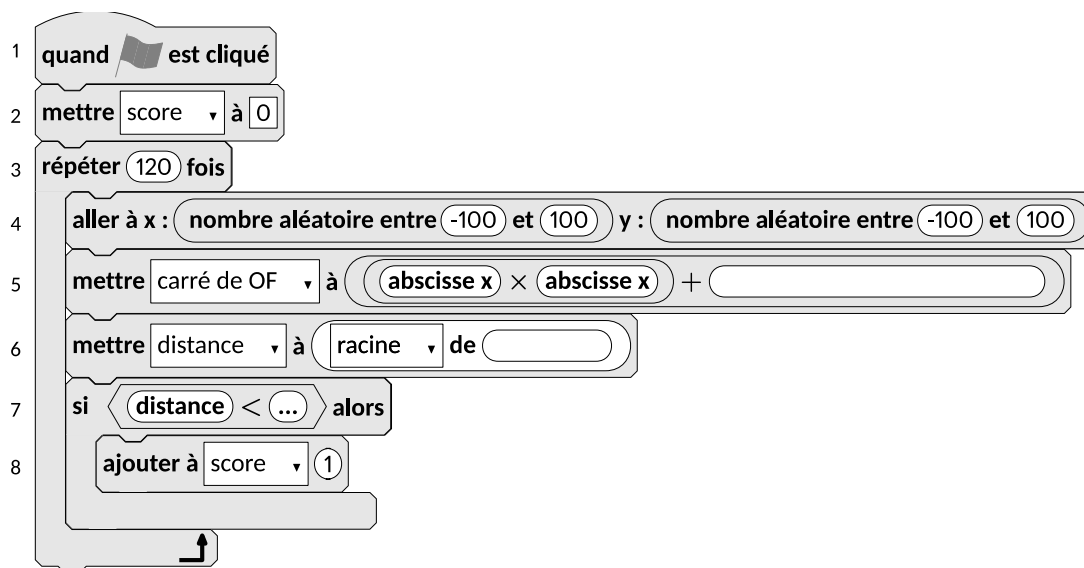 1 quand est cliqué
2 mettre score ▾ à 0
3 répéter 120 fois
4 aller à x : nombre aléatoire entre -100 et 100 y : nombre aléatoire entre -100 et 100
5 mettre carré de OF ▾ à abscisse x × abscisse x +
6 mettre distance ▾ à racine ▾ de
7 si distance < ... alors
8 ajouter à score ▾ 1